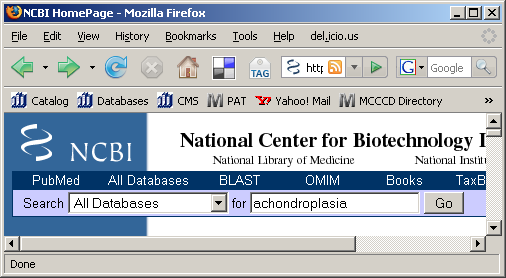 NCBI HomePage - Mozilla Firefox
File Edit View History Bookmarks Tools Help del.icio.us
TAG http G Google
Catalog Databases CMS PAT Yahoo! Mail MCCCD Directory »
NCBI
National Center for Biotechnology I
National Library of Medicine National Institu
PubMed All Databases BLAST OMIM Books TaxB
Search All Databases for achondroplasia Go
Done